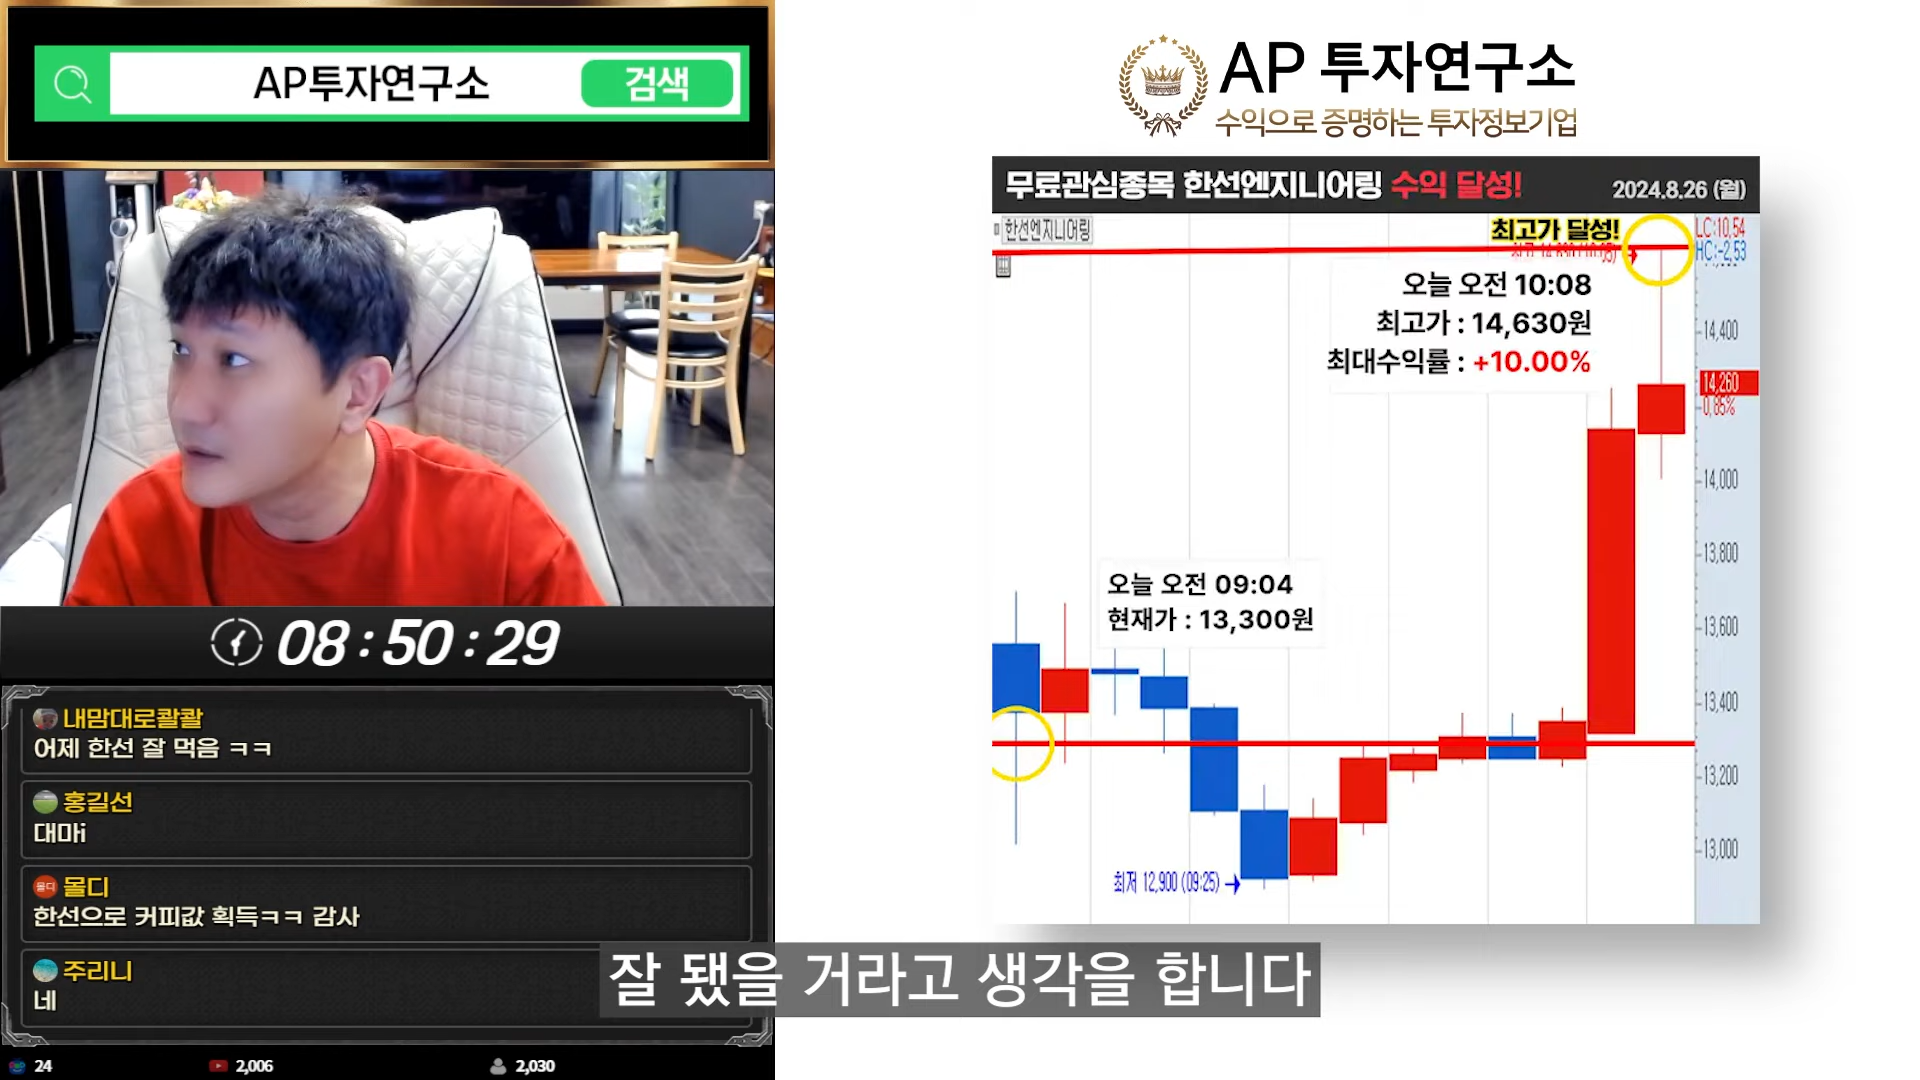 AP투자연구소
검색
08:50:29
내맘대로콸콸
어제 한선 잘 먹음 ㅋㅋ
홍길선
대마i
몰디
몰디
한선으로 커피값 획득ㅋㅋ 감사
주리니
네
24
2,006
2,030
AP 투자연구소
수익으로 증명하는 투자정보기업
무료관심종목 한선엔지니어링 수익 달성!
2024.8.26 (월)
한선엔지니어링
최고가 달성!
LC:10,54
HC:-2,53
오늘 오전 10:08
최고가 : 14,630원
최대수익률 : +10.00%
14,400
14,260
0,85%
14,000
13,800
오늘 오전 09:04
현재가 : 13,300원
13,600
13,400
13,200
13,000
최저 12,900 (09:25)
잘 됐을 거라고 생각을 합니다